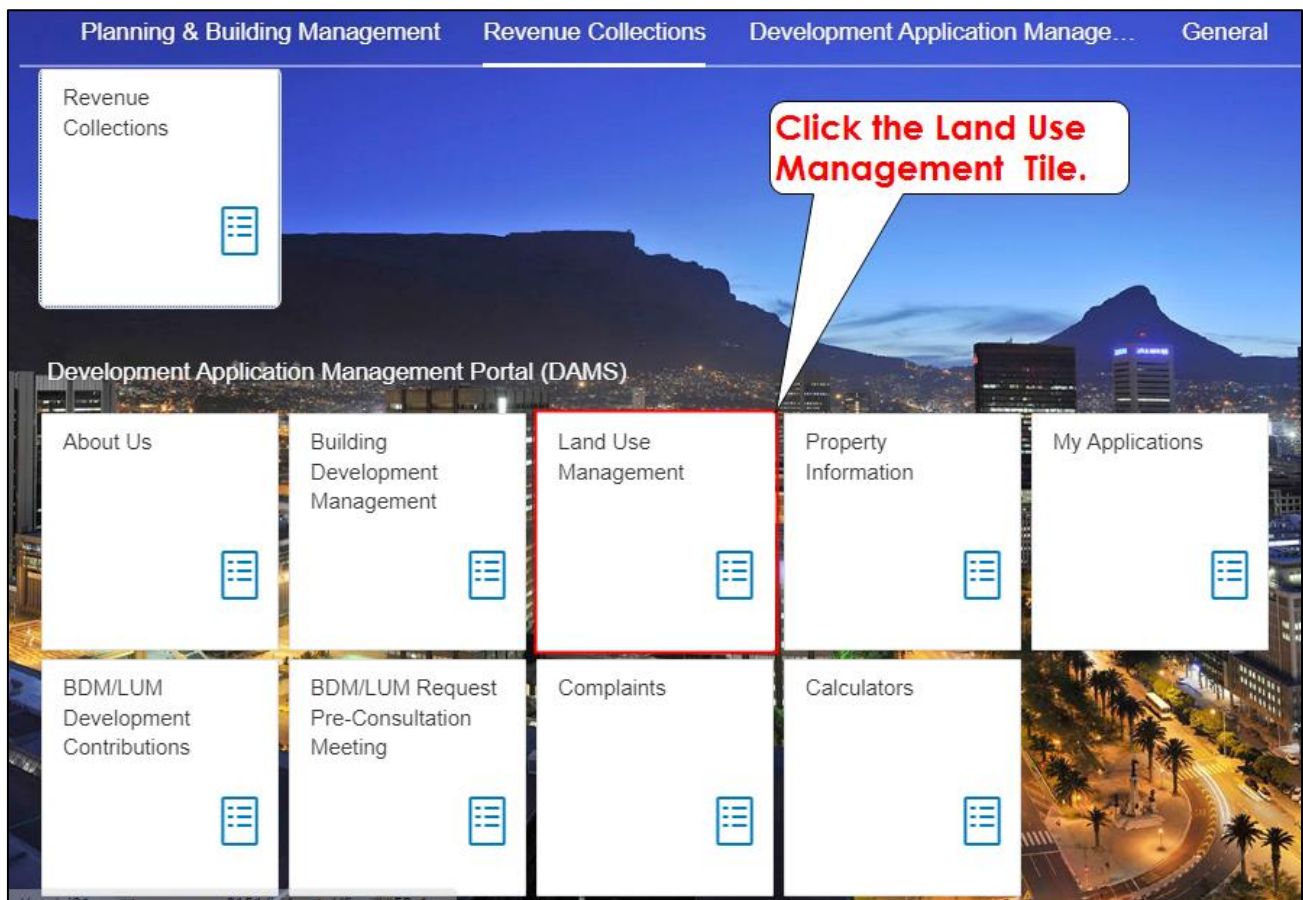 Planning & Building Management
Revenue Collections
Development Application Manage...
General
Revenue
Collections
Click the Land Use
Management Tile.
Development Application Management Portal (DAMS)
About Us
Building
Development
Management
Land Use
Management
Property
Information
My Applications
BDM/LUM
Development
Contributions
BDM/LUM Request
Pre-Consultation
Meeting
Complaints
Calculators